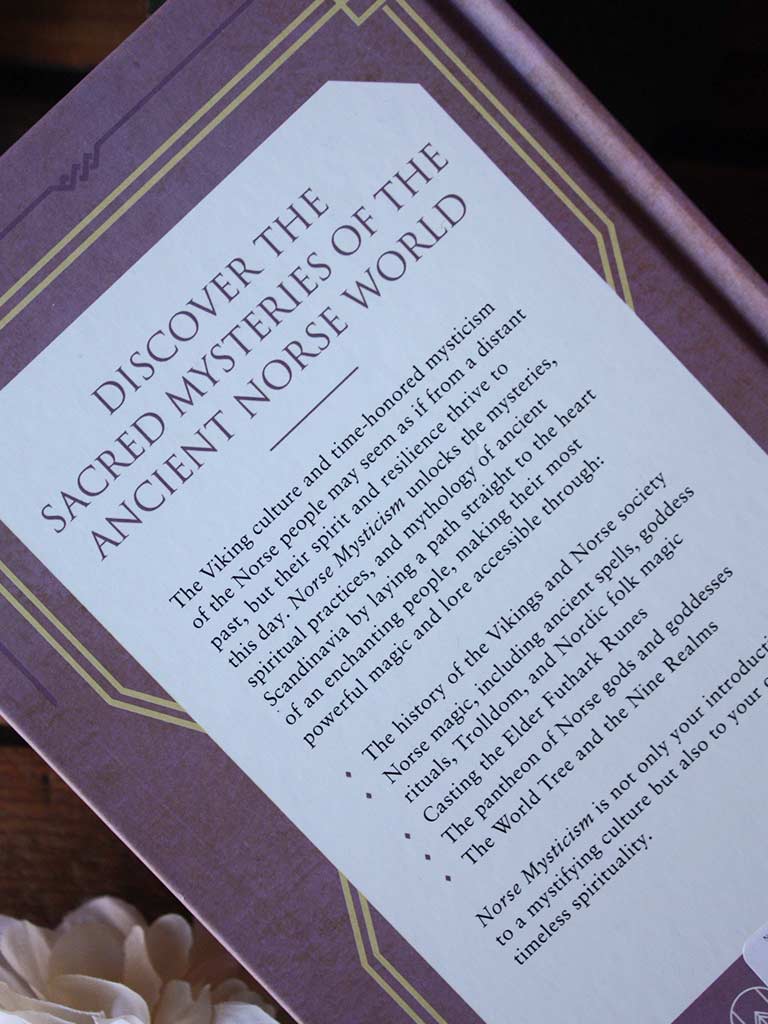 DISCOVER THE
SACRED MYSTERIES OF THE
ANCIENT NORSE WORLD
The Viking culture and time-honored mysticism
of the Norse people may seem as if from a distant
past, but their spirit and resilience thrive to
this day. Norse Mysticism unlocks the mysteries,
spiritual practices, and mythology of ancient
Scandinavia by laying a path straight to the heart
of an enchanting people, making their most
powerful magic and lore accessible through:
The history of the Vikings and Norse society
Norse magic, including ancient spells, goddess
rituals, Trolldom, and Nordic folk magic
Casting the Elder Futhark Runes
The pantheon of Norse gods and goddesses
The World Tree and the Nine Realms
Norse Mysticism is not only your
to a mystifying culture but also to your
timeless spirituality.